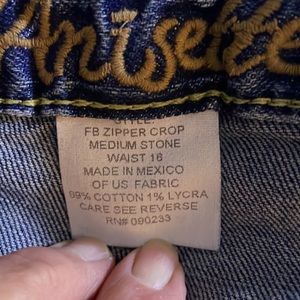 STYLE:
FB ZIPPER CROP
MEDIUM STONE
WAIST 16
MADE IN MEXICO
OF US FABRIC
99% COTTON 1% LYCRA
CARE SEE REVERSE
RN# 090233